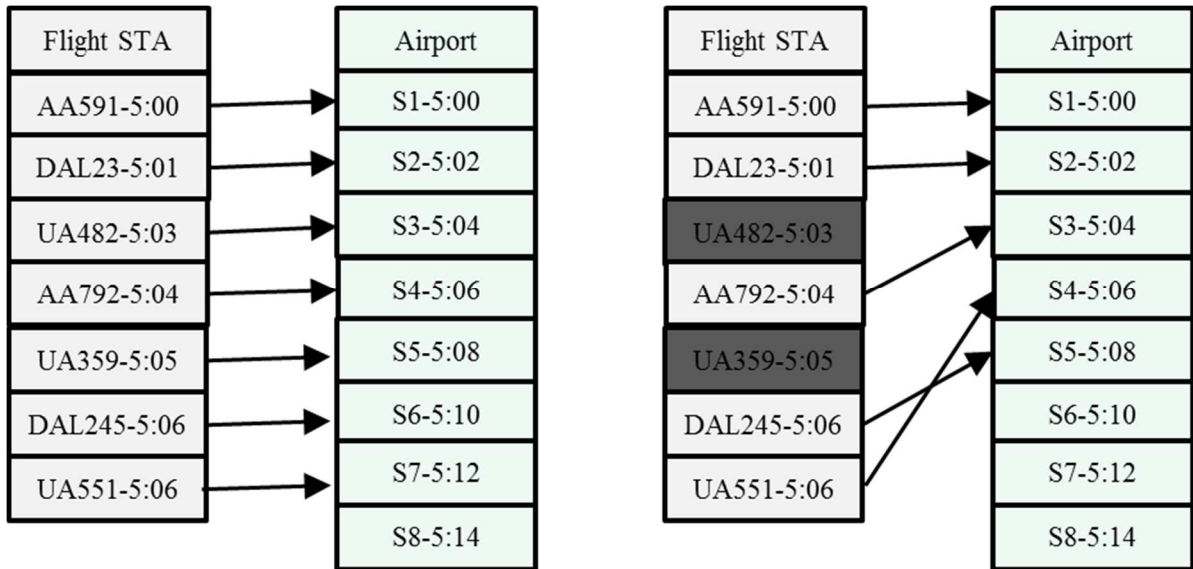 Flight STA
AA591-5:00
DAL23-5:01
UA482-5:03
AA792-5:04
UA359-5:05
DAL245-5:06
UA551-5:06
Airport
S1-5:00
S2-5:02
S3-5:04
S4-5:06
S5-5:08
S6-5:10
S7-5:12
S8-5:14
Flight STA
AA591-5:00
DAL23-5:01
UA482-5:03
AA792-5:04
UA359-5:05
DAL245-5:06
UA551-5:06
Airport
S1-5:00
S2-5:02
S3-5:04
S4-5:06
S5-5:08
S6-5:10
S7-5:12
S8-5:14